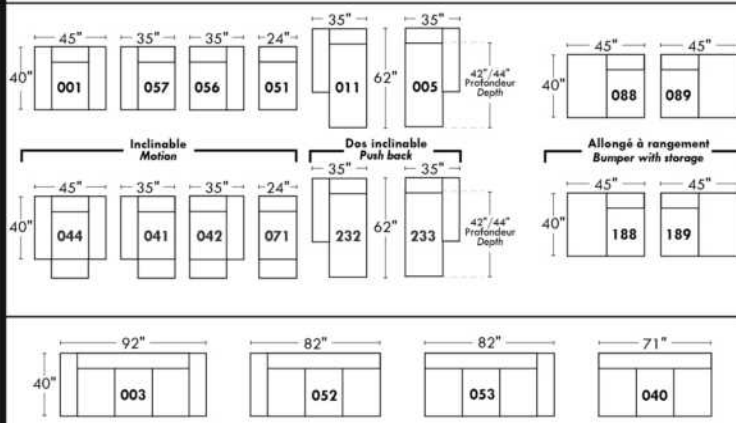 45" 35" 35" 24" 35" 35" 45" 45"
40" 001 057 056 051 011 62" 005 42"/44" Profondeur Depth 40" 088 089
Inclinable
Motion
Dos inclinable
Push back
Allongé à rangement
Bumper with storage
45" 35" 35" 24" 35" 35" 45" 45"
40" 044 041 042 071 232 62" 233 42"/44" Profondeur Depth 40" 188 189
92" 82" 82" 71"
40" 003 052 053 040